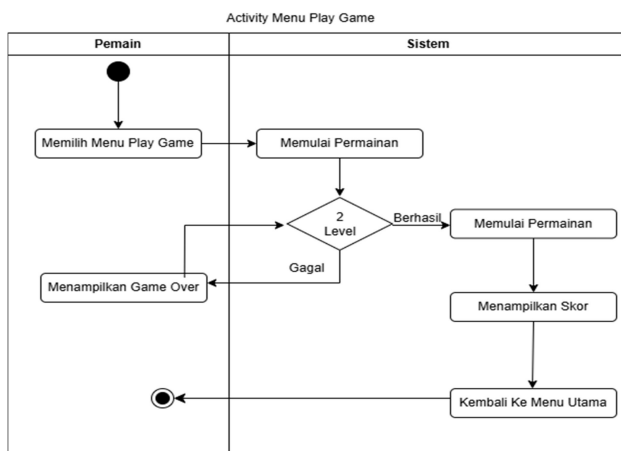 Activity Menu Play Game
Pemain
Sistem
Memilih Menu Play Game
Memulai Permainan
2
Level
Berhasil
Memulai Permainan
Gagal
Menampilkan Game Over
Menampilkan Skor
Kembali Ke Menu Utama